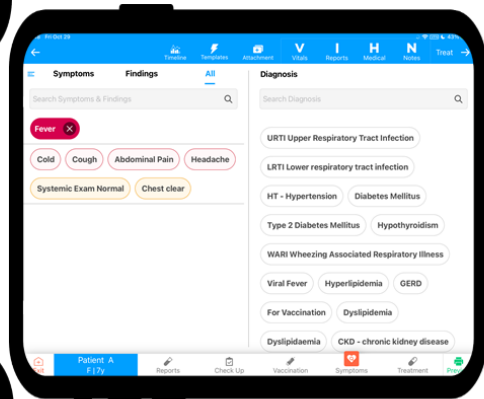 Fri Oct 29
43%
Timeline Templates Attachment V Vitals I Reports H Medical N Notes Treat
Symptoms Findings All Diagnosis
Search Symptoms & Findings Search Diagnosis
Fever
URTI Upper Respiratory Tract Infection
Cold Cough Abdominal Pain Headache
LRTI Lower respiratory tract infection
Systemic Exam Normal Chest clear
HT - Hypertension Diabetes Mellitus
Type 2 Diabetes Mellitus Hypothyroidism
WARI Wheezing Associated Respiratory Illness
Viral Fever Hyperlipidemia GERD
For Vaccination Dyslipidemia
Dyslipidaemia CKD - chronic kidney disease
Exit Patient A F|7y Reports Check Up Vaccination Symptoms Treatment